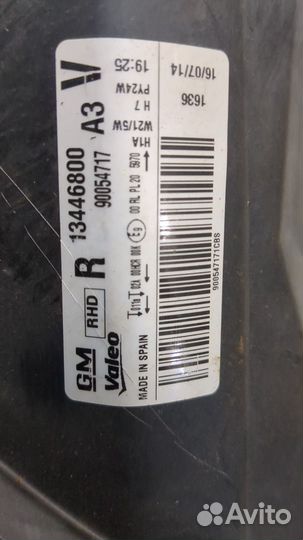 GM RHD R 13446800 A3 V
Valeo 90054717
19:25 16/07/14
PY24W
H7
W21/5W
H1A
1636
MADE IN SPAIN
900547171CBS
Avito